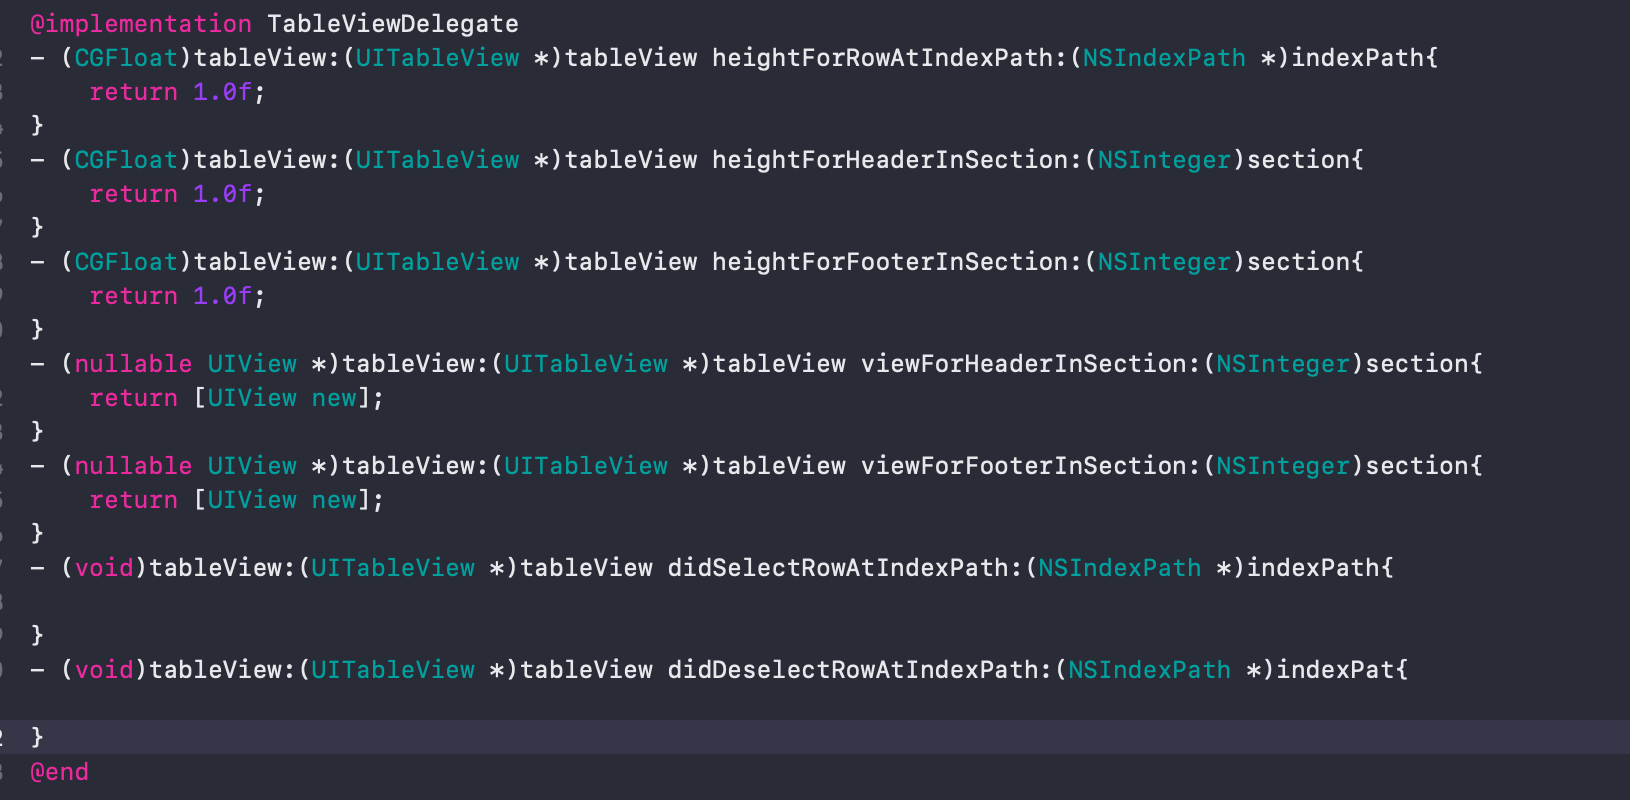 @implementation TableViewDelegate
- (CGFloat)tableView:(UITableView *)tableView heightForRowAtIndexPath:(NSIndexPath *)indexPath{
    return 1.0f;
}
- (CGFloat)tableView:(UITableView *)tableView heightForHeaderInSection:(NSInteger)section{
    return 1.0f;
}
- (CGFloat)tableView:(UITableView *)tableView heightForFooterInSection:(NSInteger)section{
    return 1.0f;
}
- (nullable UIView *)tableView:(UITableView *)tableView viewForHeaderInSection:(NSInteger)section{
    return [UIView new];
}
- (nullable UIView *)tableView:(UITableView *)tableView viewForFooterInSection:(NSInteger)section{
    return [UIView new];
}
- (void)tableView:(UITableView *)tableView didSelectRowAtIndexPath:(NSIndexPath *)indexPath{
}
- (void)tableView:(UITableView *)tableView didDeselectRowAtIndexPath:(NSIndexPath *)indexPat{
}
@end